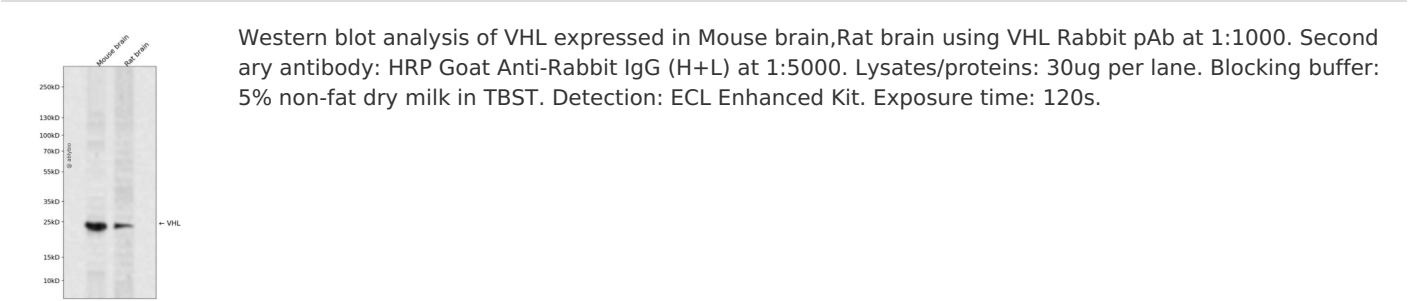 Mouse brain
Rat brain
250kD
130kD
100kD
70kD
55kD
35kD
25kD
15kD
10kD
@ ablybio
← VHL
Western blot analysis of VHL expressed in Mouse brain,Rat brain using VHL Rabbit pAb at 1:1000. Second
ary antibody: HRP Goat Anti-Rabbit IgG (H+L) at 1:5000. Lysates/proteins: 30ug per lane. Blocking buffer:
5% non-fat dry milk in TBST. Detection: ECL Enhanced Kit. Exposure time: 120s.